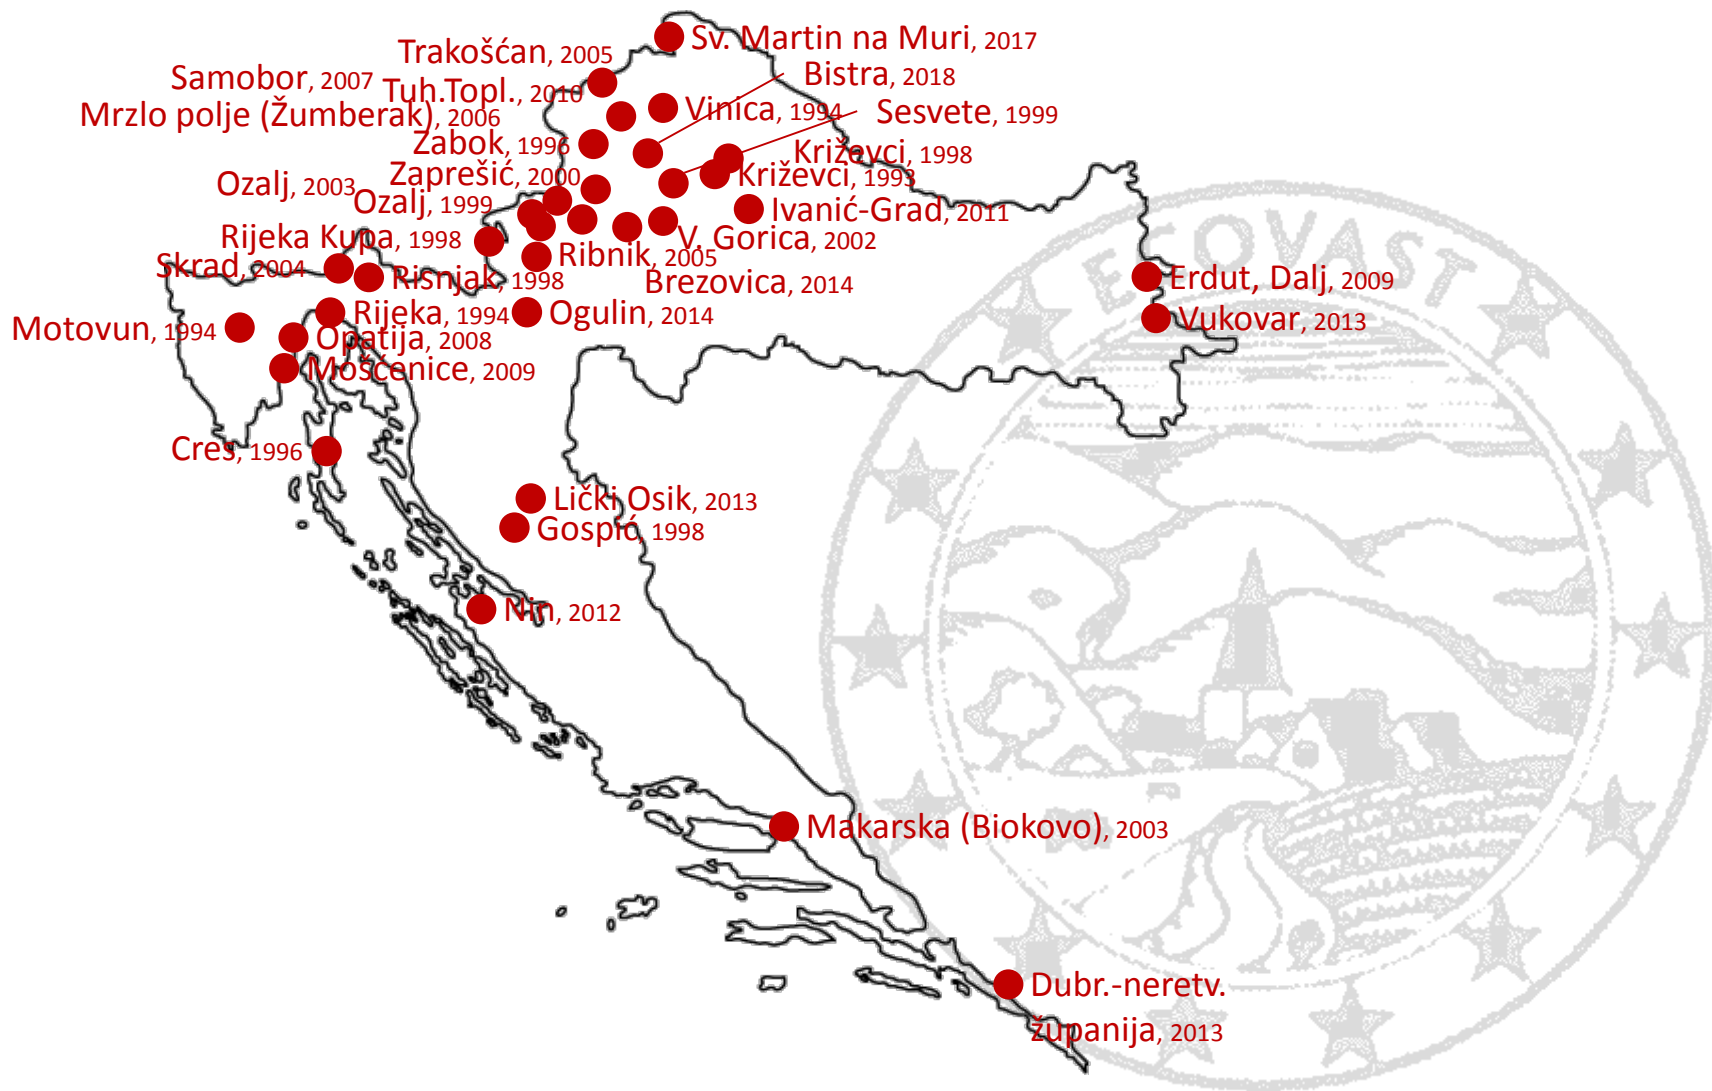 Sv. Martin na Muri, 2017
Trakošćan, 2005
Bistra, 2018
Samobor, 2007
Tuh.Topl., 2010
Vinica, 1994
Sesvete, 1999
Mrzlo polje (Žumberak), 2006
Zabok, 1996
Križevci, 1998
Zaprešić, 2000
Križevci, 1993
Ozalj, 2003
Ozalj, 1999
Ivanić-Grad, 2011
Rijeka Kupa, 1998
V. Gorica, 2002
Ribnik, 2005
Skrad, 2004
Risnjak, 1998
Brezovica, 2014
ECOVAST
Erdut, Dalj, 2009
Rijeka, 1994
Ogulin, 2014
Vukovar, 2013
Motovun, 1994
Opatija, 2008
Mošćenice, 2009
Cres, 1996
Lički Osik, 2013
Gospić, 1998
Nin, 2012
Makarska (Biokovo), 2003
Dubr.-neretv.
županija, 2013